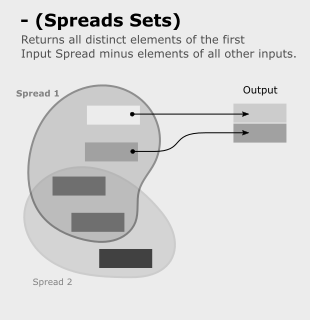 - (Spreads Sets)
Returns all distinct elements of the first
Input Spread minus elements of all other inputs.
Spread 1
Output
Spread 2